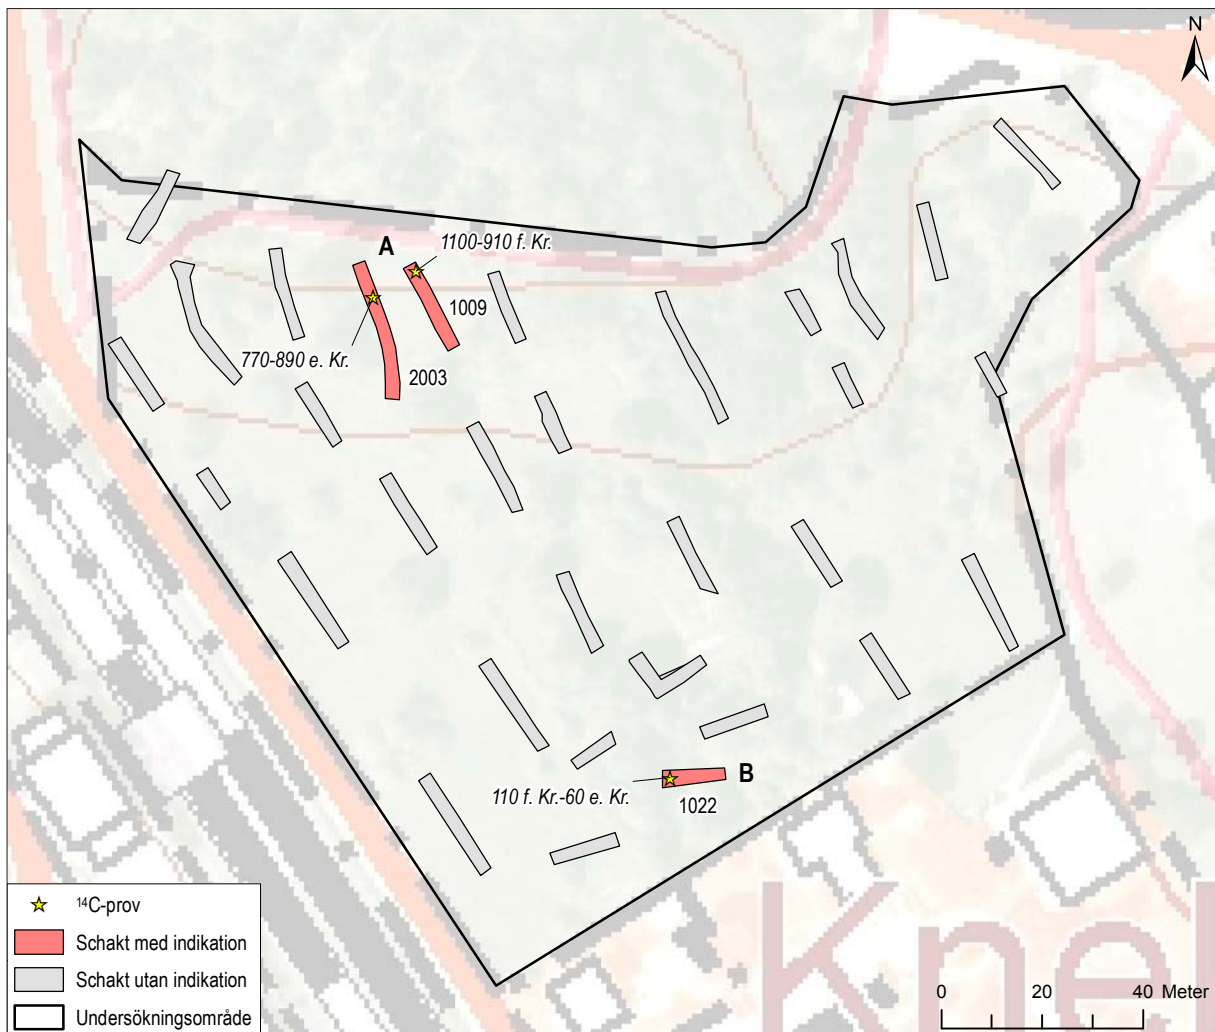 N
A
1100-910 f. Kr.
1009
770-890 e. Kr.
2003
B
110 f. Kr.-60 e. Kr.
1022
¹⁴C-prov
Schakt med indikation
Schakt utan indikation
Undersökningsområde
Kne
0 20 40 Meter